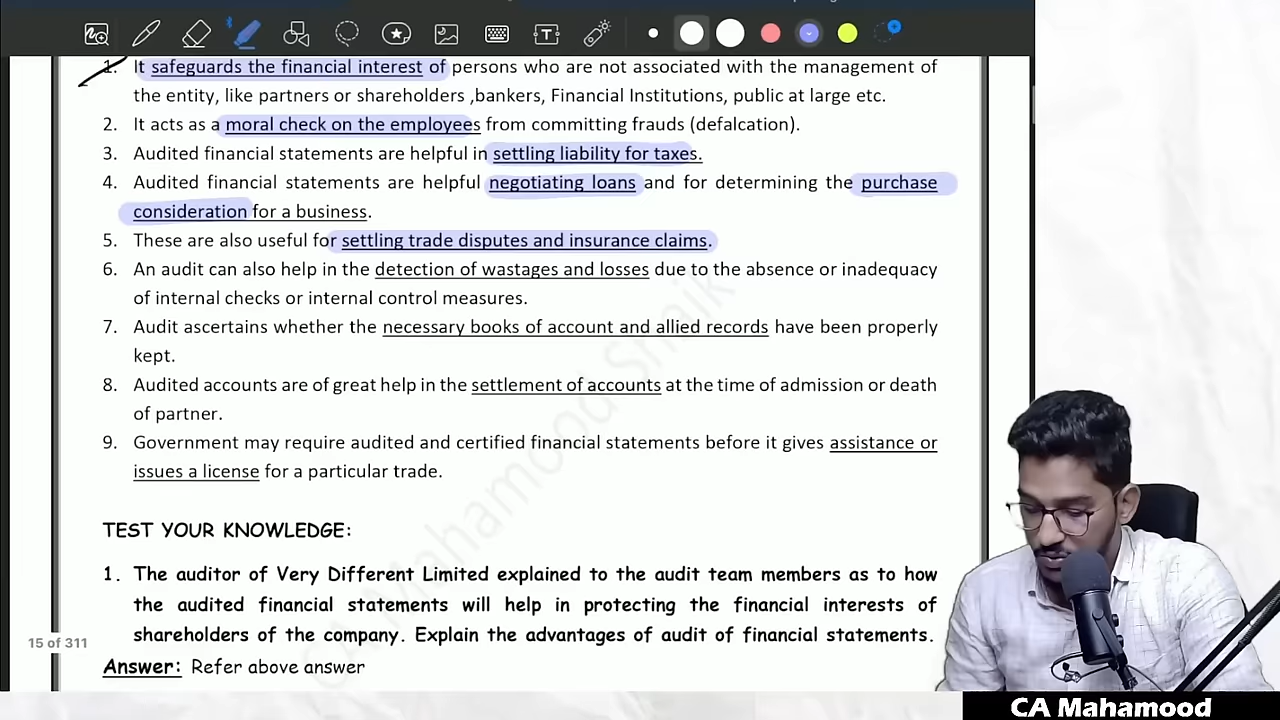 1. It safeguards the financial interest of persons who are not associated with the management of
the entity, like partners or shareholders ,bankers, Financial Institutions, public at large etc.
2. It acts as a moral check on the employees from committing frauds (defalcation).
3. Audited financial statements are helpful in settling liability for taxes.
4. Audited financial statements are helpful negotiating loans and for determining the purchase
consideration for a business.
5. These are also useful for settling trade disputes and insurance claims.
6. An audit can also help in the detection of wastages and losses due to the absence or inadequacy
of internal checks or internal control measures.
7. Audit ascertains whether the necessary books of account and allied records have been properly
kept.
8. Audited accounts are of great help in the settlement of accounts at the time of admission or death
of partner.
9. Government may require audited and certified financial statements before it gives assistance or
issues a license for a particular trade.
TEST YOUR KNOWLEDGE:
1. The auditor of Very Different Limited explained to the audit team members as to how
the audited financial statements will help in protecting the financial interests of
shareholders of the company. Explain the advantages of audit of financial statements.
15 of 311
Answer: Refer above answer
CA Mahamood